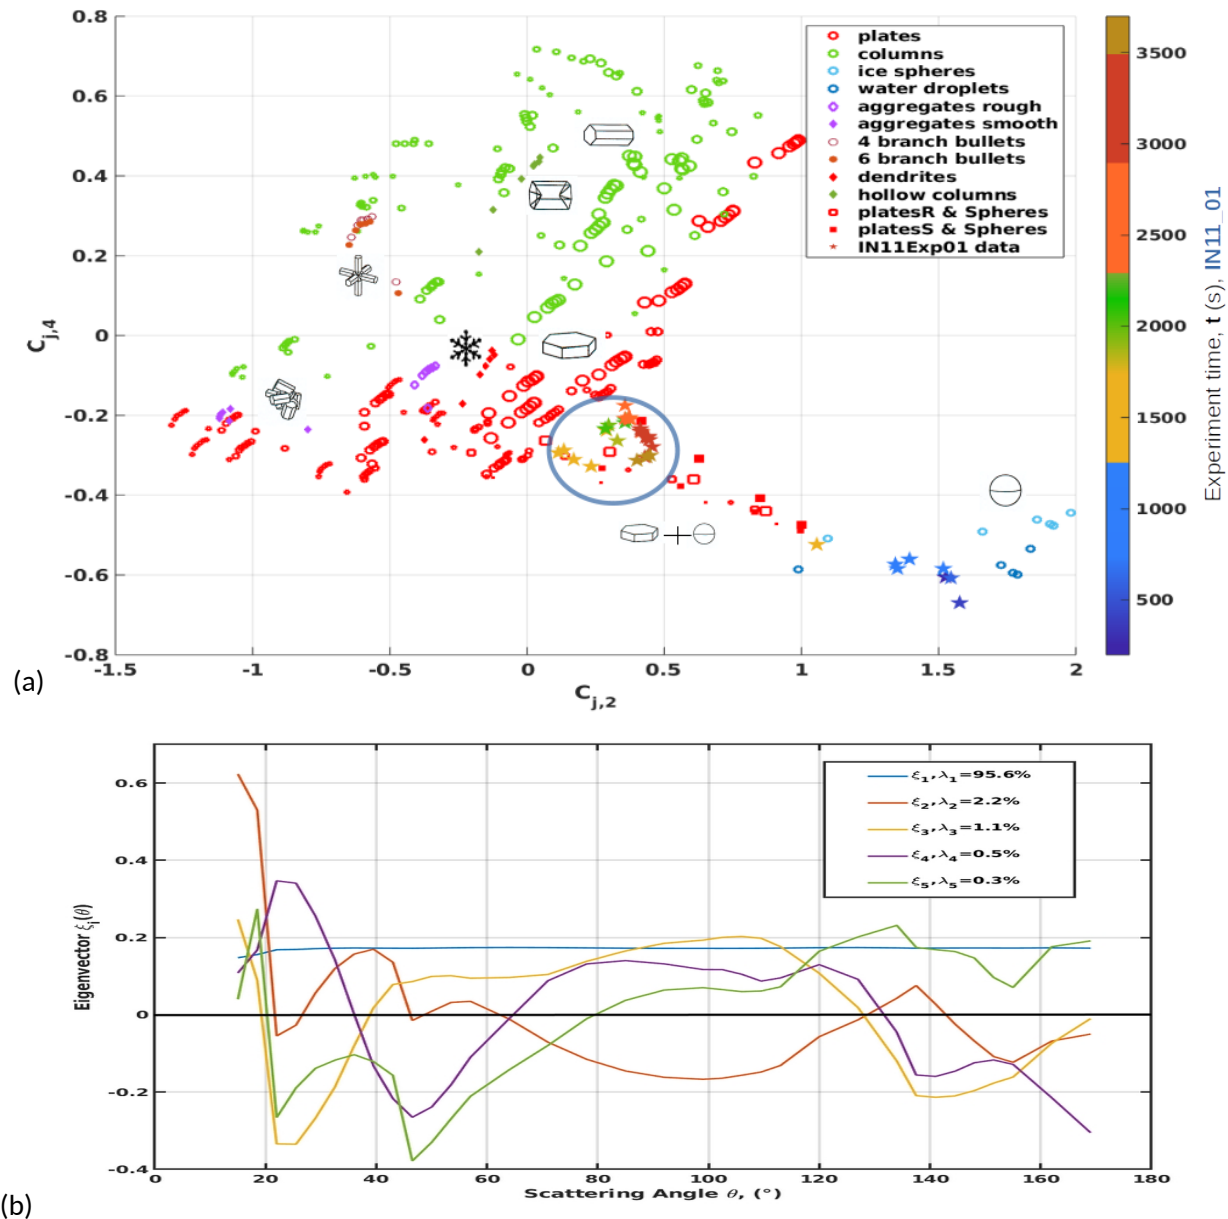 0.8
0.6
0.4
0.2
0
-0.2
-0.4
-0.6
-0.8
-1.5
-1
-0.5
0
0.5
1
1.5
2
C_j,4
C_j,2
plates
columns
ice spheres
water droplets
aggregates rough
aggregates smooth
4 branch bullets
6 branch bullets
dendrites
hollow columns
platesR & Spheres
platesS & Spheres
IN11Exp01 data
3500
3000
2500
2000
1500
1000
500
Experiment time, t (s), IN11_01
(a)
0.6
0.4
0.2
0
-0.2
-0.4
Eigenvector ξ_i(θ)
ξ_1,λ_1=95.6%
ξ_2,λ_2=2.2%
ξ_3,λ_3=1.1%
ξ_4,λ_4=0.5%
ξ_5,λ_5=0.3%
0
20
40
60
80
100
120
140
160
180
Scattering Angle θ, (°)
(b)